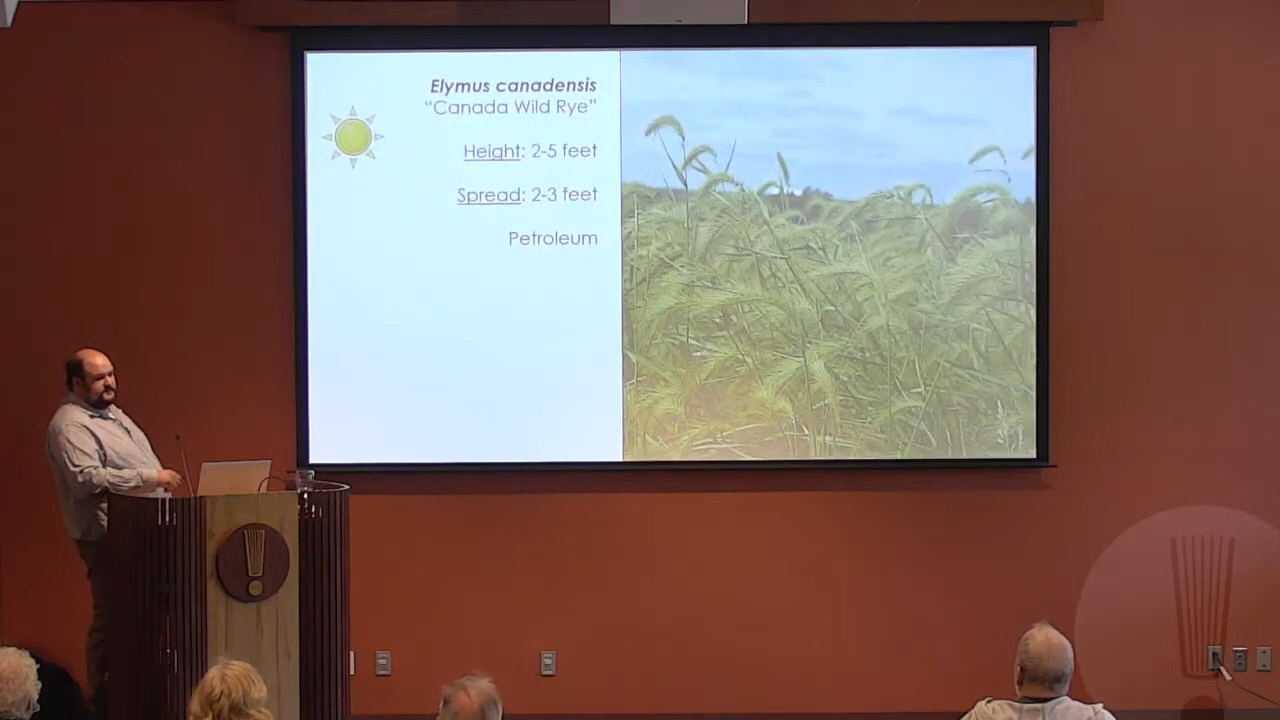 Elymus canadensis
“Canada Wild Rye”
Height: 2-5 feet
Spread: 2-3 feet
Petroleum